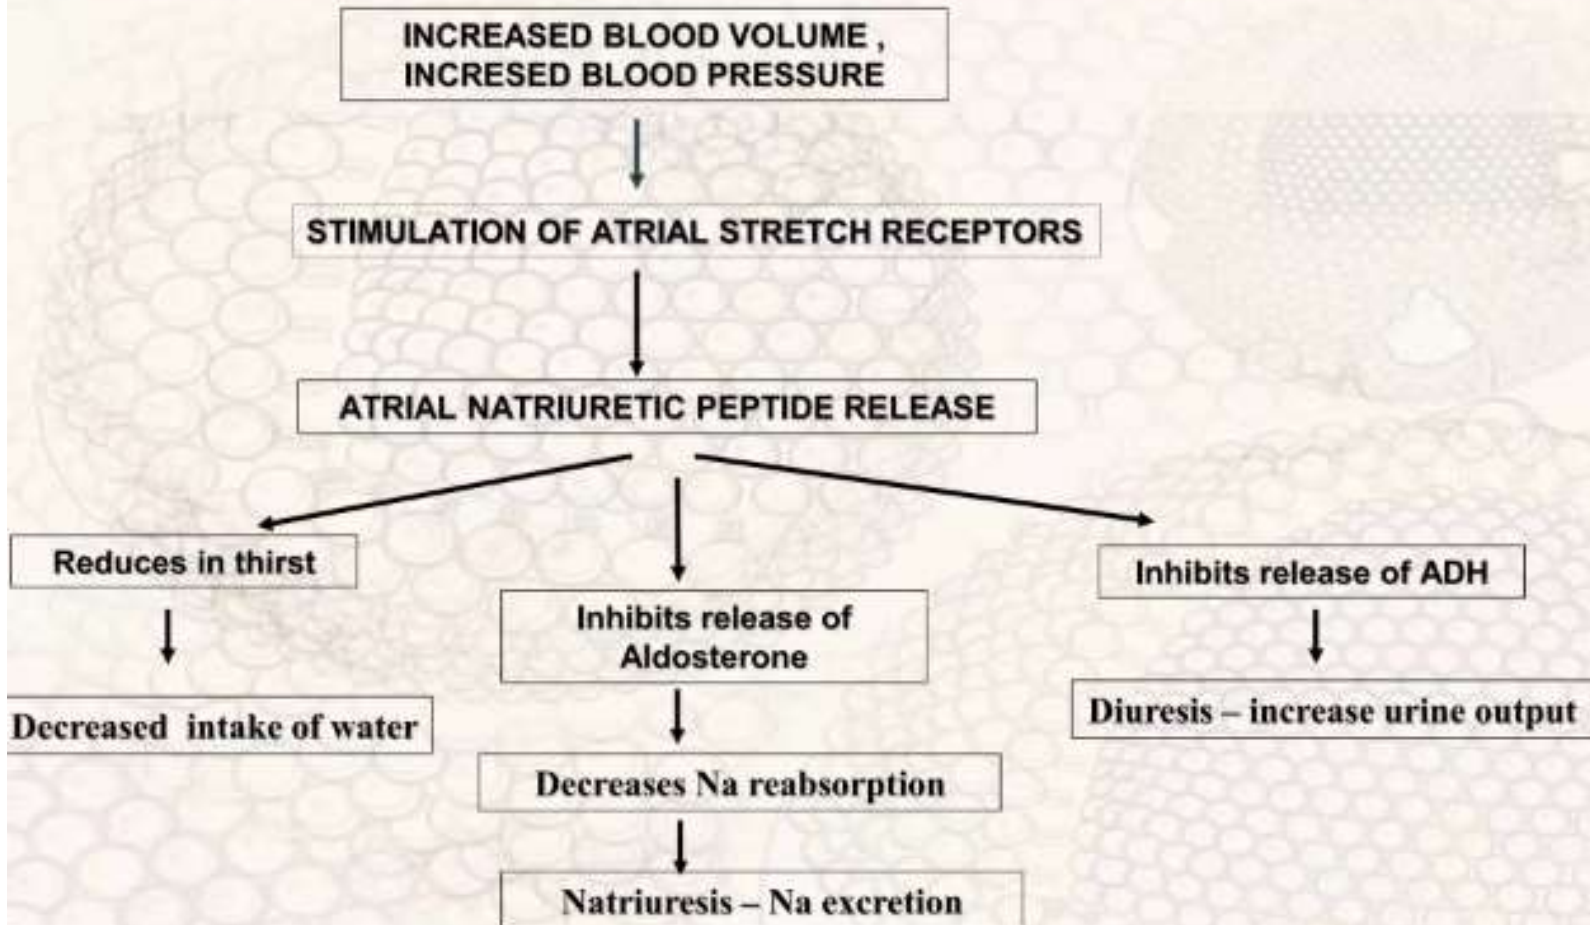 INCREASED BLOOD VOLUME ,
INCRESED BLOOD PRESSURE
STIMULATION OF ATRIAL STRETCH RECEPTORS
ATRIAL NATRIURETIC PEPTIDE RELEASE
Reduces in thirst
Decreased intake of water
Inhibits release of
Aldosterone
Decreases Na reabsorption
Natriuresis – Na excretion
Inhibits release of ADH
Diuresis – increase urine output